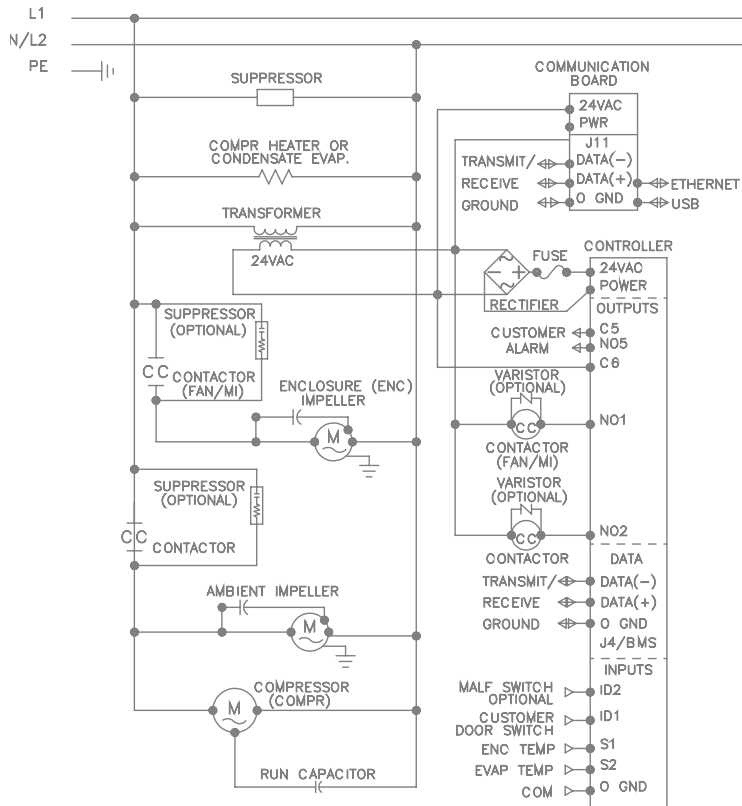 L1
N/L2
PE
SUPPRESSOR
COMPR HEATER OR
CONDENSATE EVAP.
TRANSFORMER
24VAC
SUPPRESSOR
(OPTIONAL)
CC
CONTACTOR
(FAN/MI)
ENCLOSURE (ENC)
IMPELLER
M
SUPPRESSOR
(OPTIONAL)
CC
CONTACTOR
AMBIENT IMPELLER
M
COMPRESSOR
(COMPR)
M
RUN CAPACITOR
COMMUNICATION
BOARD
24VAC
PWR
J11
TRANSMIT/ DATA(-)
RECEIVE DATA(+) ETHERNET
GROUND O GND USB
FUSE
RECTIFIER
CONTROLLER
24VAC
POWER
OUTPUTS
CUSTOMER C5
ALARM NO5
C6
VARISTOR
(OPTIONAL)
CC NO1
CONTACTOR
(FAN/MI)
VARISTOR
(OPTIONAL)
CC NO2
CONTACTOR
DATA
TRANSMIT/ DATA(-)
RECEIVE DATA(+)
GROUND O GND
J4/BMS
INPUTS
MALF SWITCH ID2
OPTIONAL
CUSTOMER ID1
DOOR SWITCH
ENC TEMP S1
EVAP TEMP S2
COM O GND